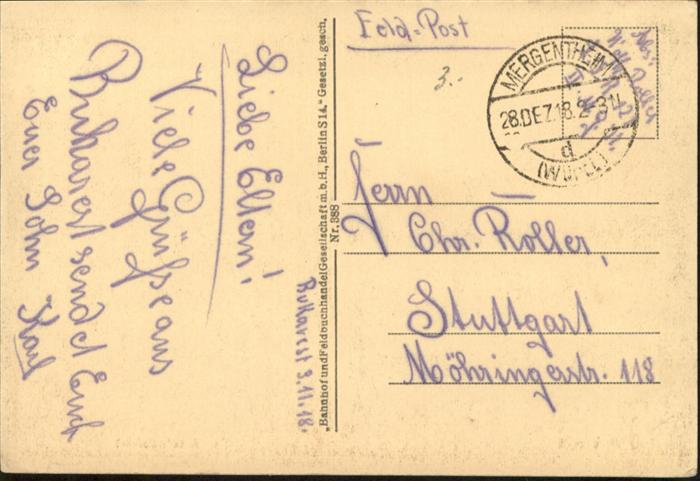 Feld-Post
3.-
MERGENTHEIM
28.DEZ.18.2-3N
d
(WÜRTT.)
Roller
Herrn
Chr. Roller,
Stuttgart
Möhringerstr. 118
„Bahnhof und Feldbuchhandel Gesellschaft m.b.H., Berlin S 14.“ Gesetzl. gesch.
Nr. 388
Bukarest 3.11.18.
Liebe Eltern!
Viele Grüße aus
Bukarest sendet Euch
Euer Sohn Karl